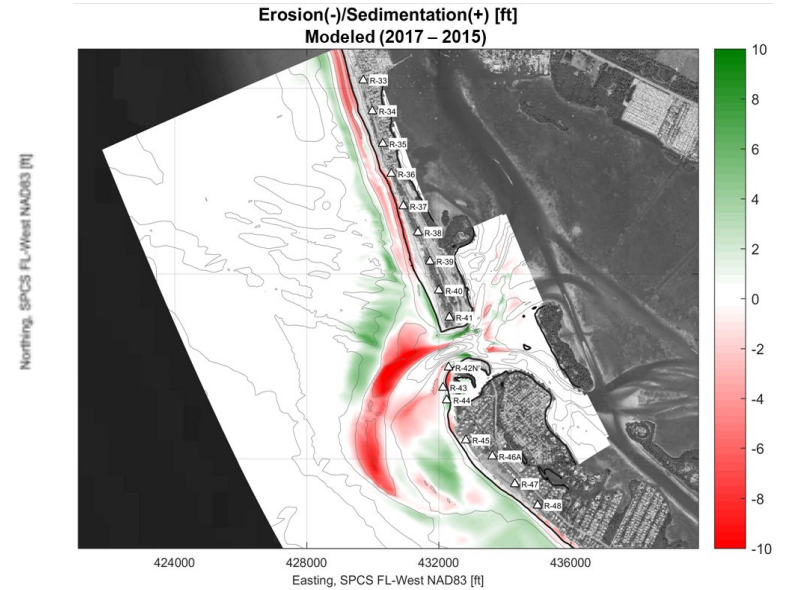 Erosion(-)/Sedimentation(+) [ft]
Modeled (2017 – 2015)
Northing, SPCS FL-West NAD83 [ft]
R-33
R-34
R-35
R-36
R-37
R-38
R-39
R-40
R-41
R-42N'
R-43
R-44
R-45
R-46A
R-47
R-48
10
8
6
4
2
0
-2
-4
-6
-8
-10
424000 428000 432000 436000
Easting, SPCS FL-West NAD83 [ft]